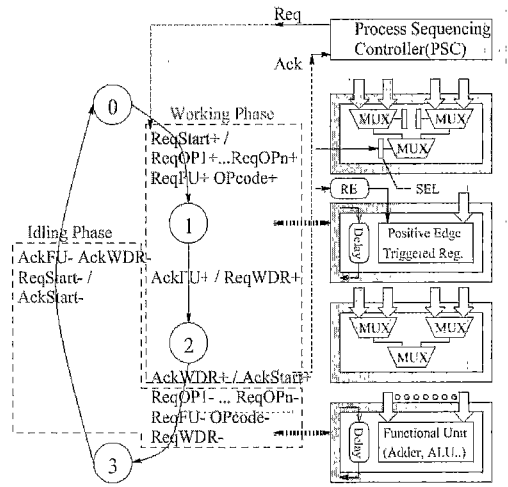 Req
Process Sequencing
Controller(PSC)
Ack
0
Working Phase
ReqStart+ /
ReqOP1+...ReqOPn+
ReqFU+ OPcode+
MUX
MUX
MUX
SEL
RE
1
Idling Phase
AckFU- AckWDR-
ReqStart- /
AckStart-
Delay
Positive Edge
Triggered Reg.
AckFU+ / ReqWDR+
MUX
MUX
MUX
2
AckWDR+ / AckStart+
ReqOP1- ... ReqOPn-
ReqFU- OPcode-
ReqWDR-
3
Delay
Functional Unit
(Adder, ALU..)